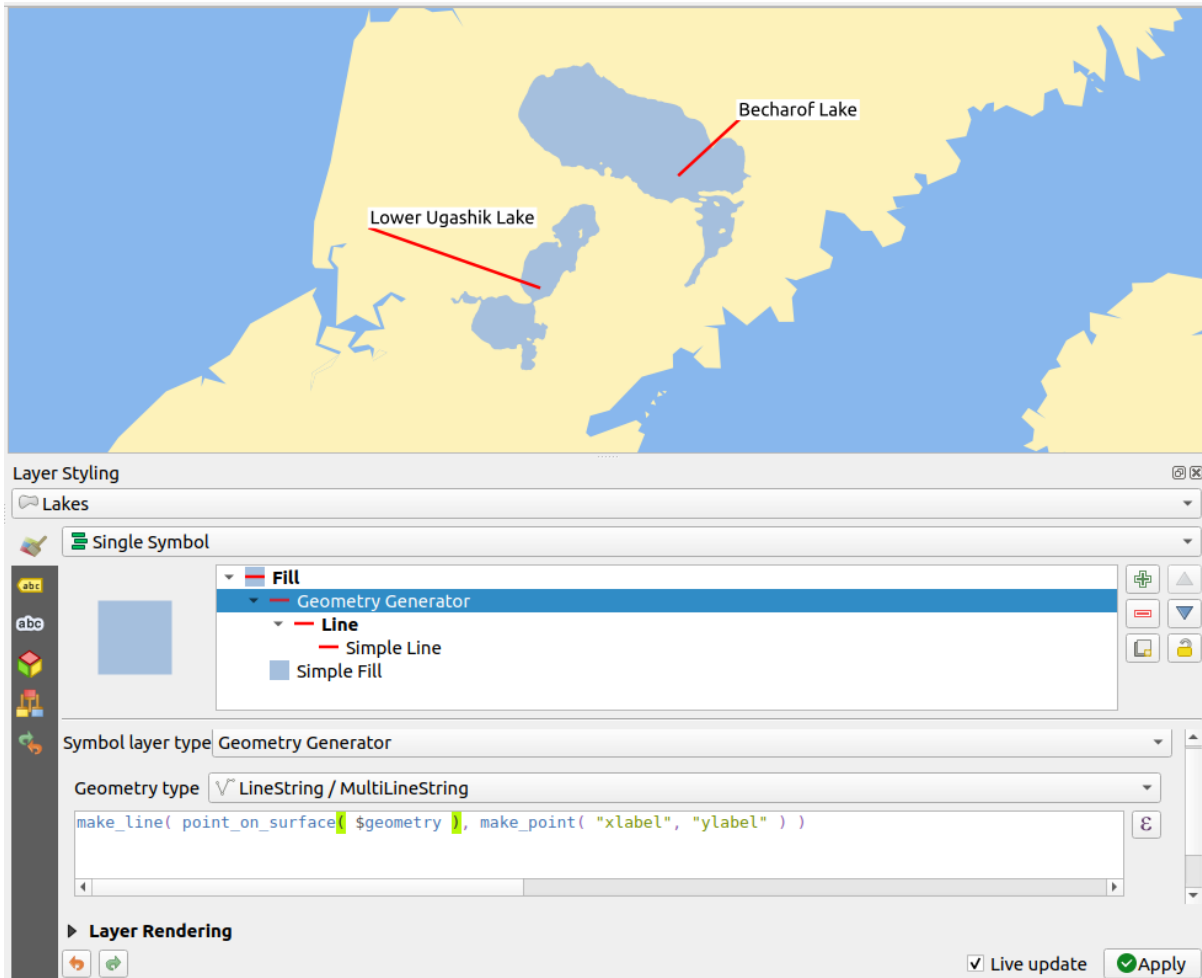 Becharof Lake
Lower Ugashik Lake
Layer Styling
Lakes
Single Symbol
abc
abc
Fill
Geometry Generator
Line
Simple Line
Simple Fill
Symbol layer type Geometry Generator
Geometry type LineString / MultiLineString
make_line( point_on_surface( $geometry ), make_point( "xlabel", "ylabel" ) )
ε
Layer Rendering
Live update Apply